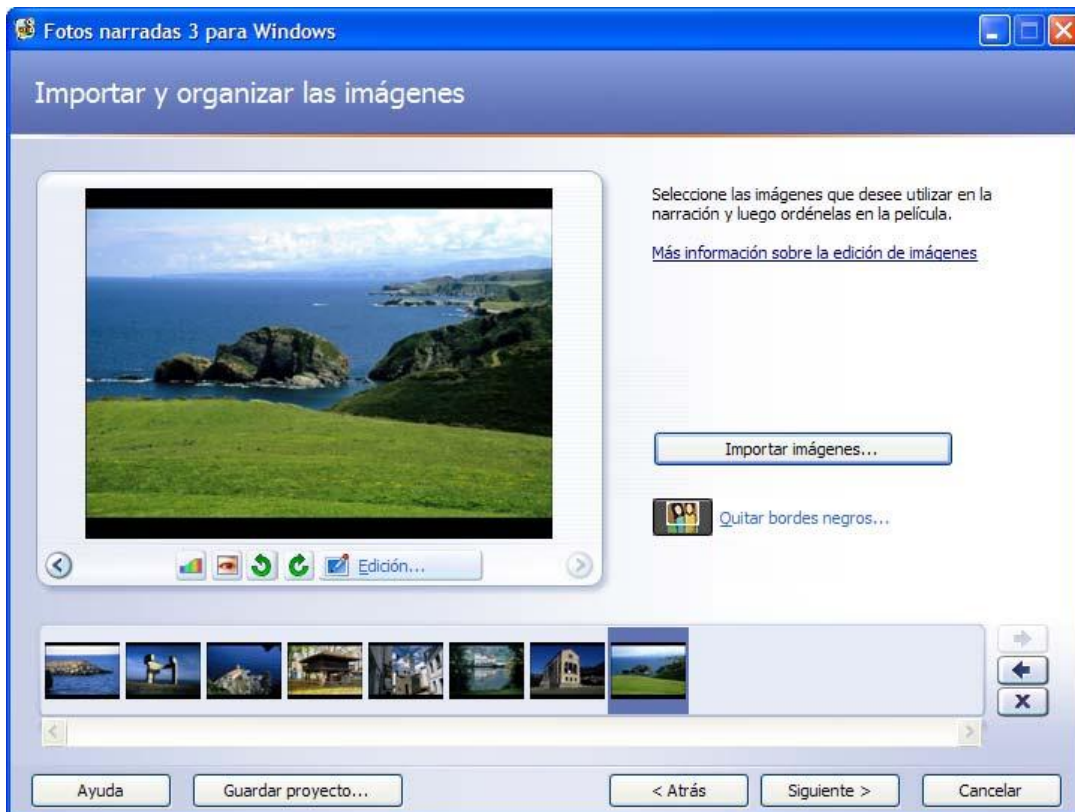 Fotos narradas 3 para Windows
Importar y organizar las imágenes
Seleccione las imágenes que desee utilizar en la
narración y luego ordénelas en la película.
Más información sobre la edición de imágenes
Importar imágenes...
Quitar bordes negros...
Edición...
Ayuda
Guardar proyecto...
< Atrás
Siguiente >
Cancelar